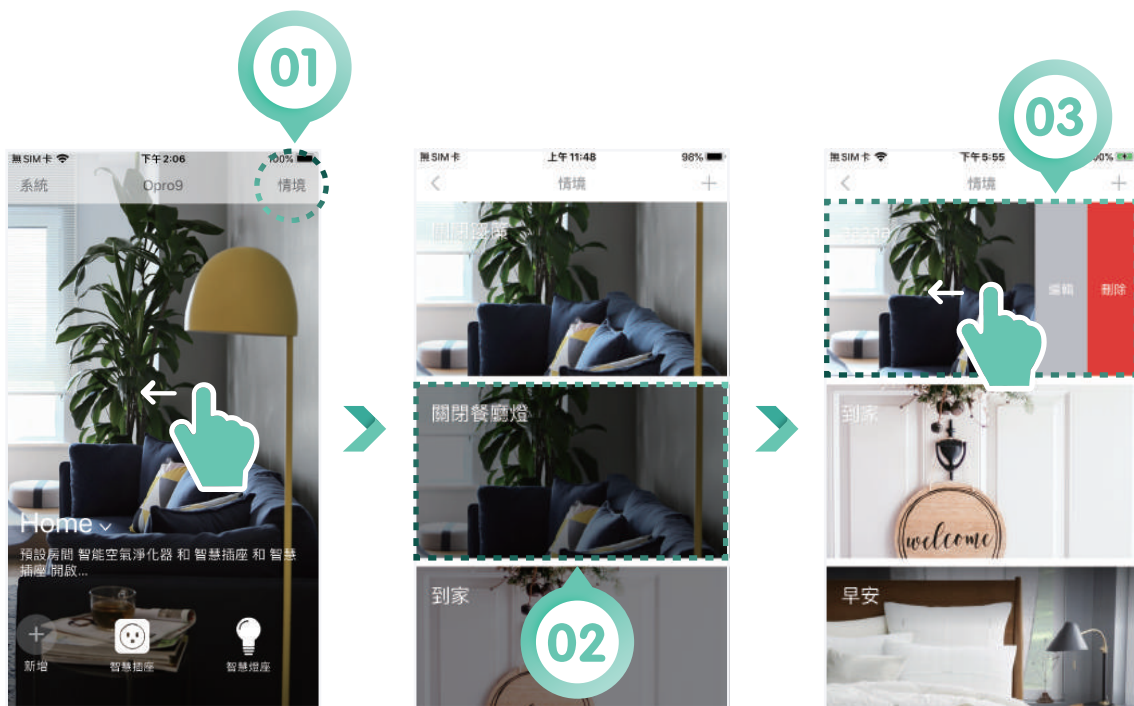 01
無SIM卡 下午2:06 100%
系統 Opro9 情境
Home
預設房間 智能空氣淨化器 和 智慧插座 和 智慧
插座 開啟...
新增 智慧插座 智慧燈座
無SIM卡 上午11:48 98%
情境
關閉餐廳燈
到家
02
03
無SIM卡 下午5:55
情境
aaaaa
編輯 刪除
到家
welcome
早安